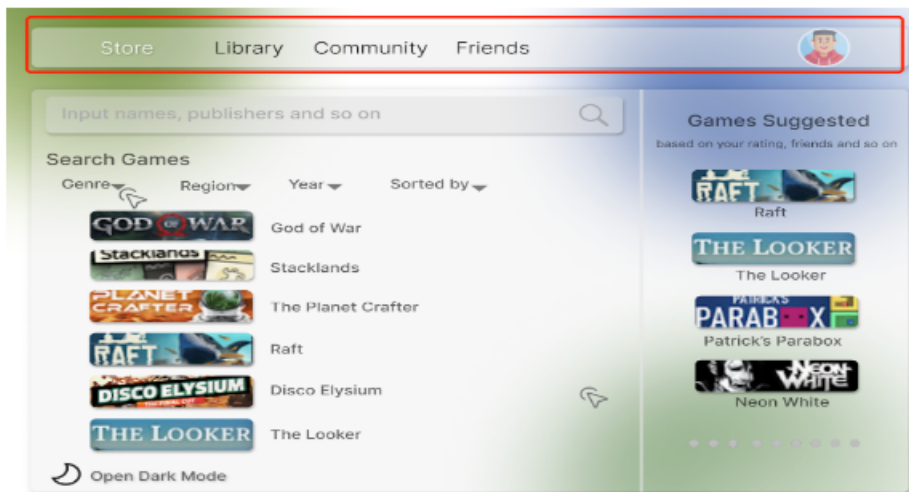 Store Library Community Friends
Input names, publishers and so on
Search Games
Genre Region Year Sorted by
GOD OF WAR God of War
Stacklands Stacklands
PLANET
CRAFTER The Planet Crafter
RAFT Raft
DISCO ELYSIUM Disco Elysium
THE FINAL CUT
THE LOOKER The Looker
Open Dark Mode
Games Suggested
based on your rating, friends and so on
RAFT
Raft
THE LOOKER
The Looker
PATRICK'S
PARABOX
Patrick's Parabox
NEON
WHITE
Neon White